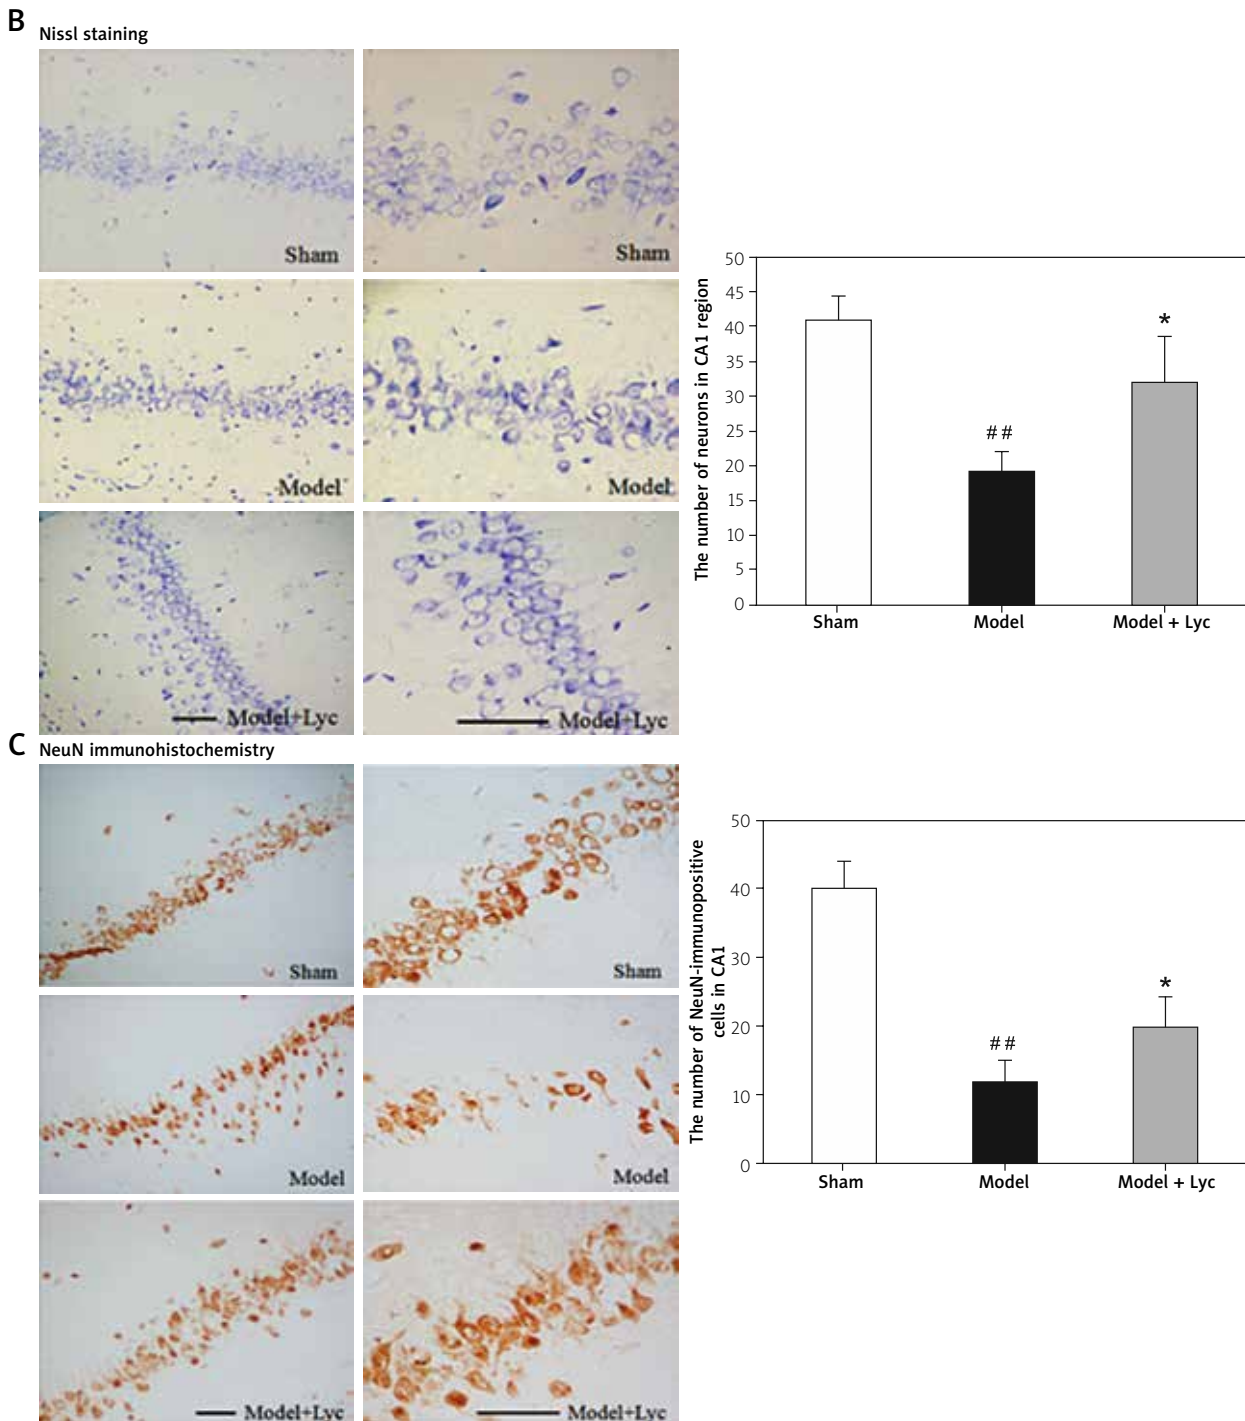 B
Nissl staining
Sham
Sham
Model
Model
Model+Lyc
Model+Lyc
The number of neurons in CA1 region
50
45
40
35
30
25
20
15
10
5
0
##
*
Sham
Model
Model + Lyc
C
NeuN immunohistochemistry
Sham
Sham
Model
Model
Model+Lyc
Model+Lyc
The number of NeuN-immunopositive
cells in CA1
50
40
30
20
10
0
##
*
Sham
Model
Model + Lyc